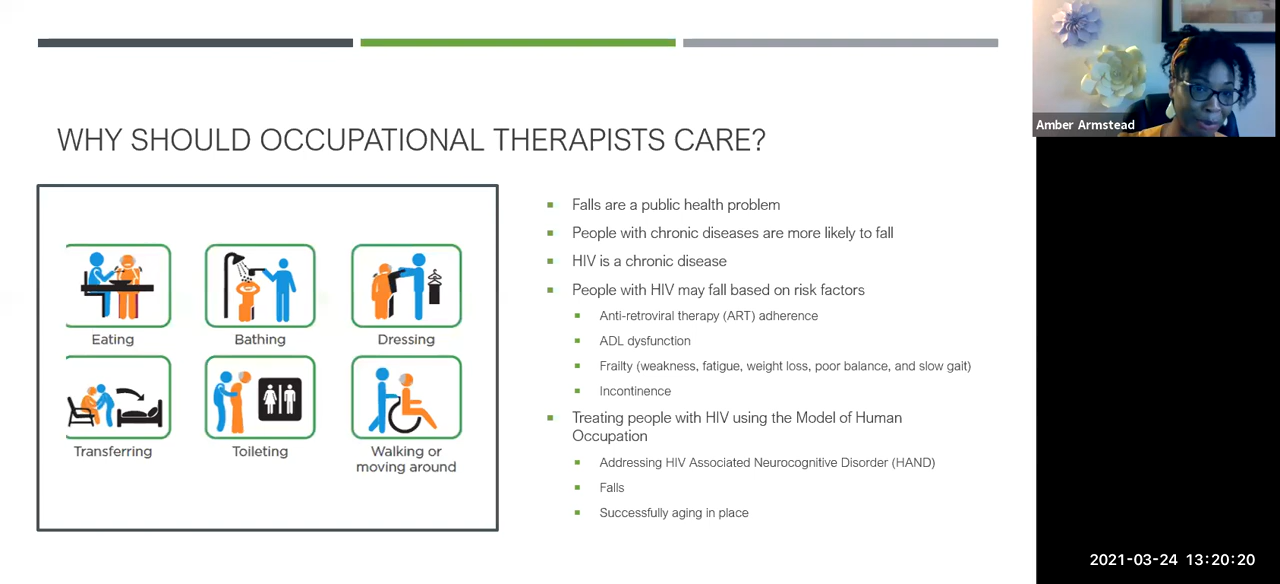 WHY SHOULD OCCUPATIONAL THERAPISTS CARE?
Eating
Bathing
Dressing
Transferring
Toileting
Walking or
moving around
Falls are a public health problem
People with chronic diseases are more likely to fall
HIV is a chronic disease
People with HIV may fall based on risk factors
Anti-retroviral therapy (ART) adherence
ADL dysfunction
Frailty (weakness, fatigue, weight loss, poor balance, and slow gait)
Incontinence
Treating people with HIV using the Model of Human
Occupation
Addressing HIV Associated Neurocognitive Disorder (HAND)
Falls
Successfully aging in place
Amber Armstead
2021-03-24 13:20:20